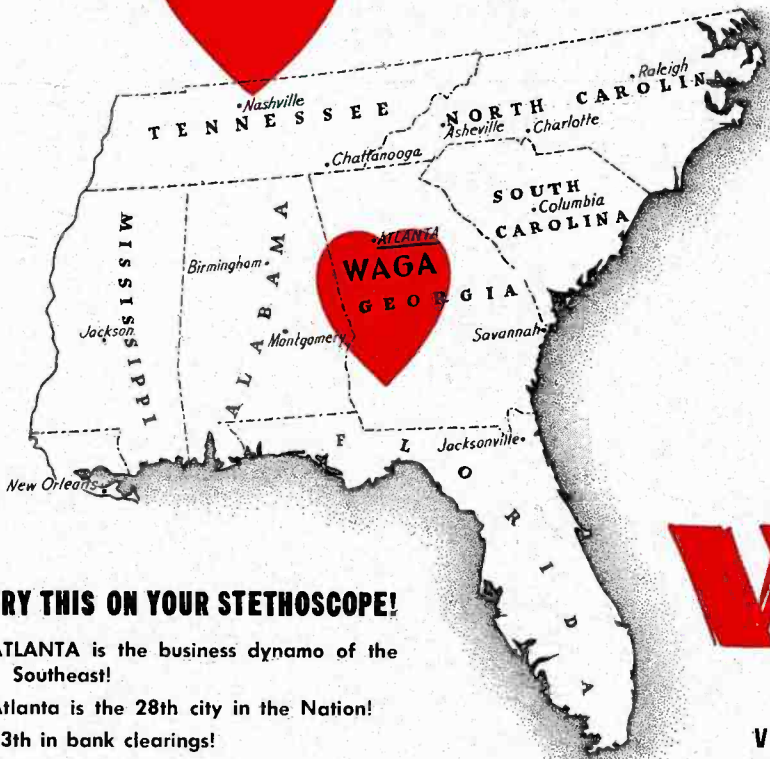 Nashville
TENNESSEE
Raleigh
NORTH CAROLINA
Asheville
Charlotte
Chattanooga
SOUTH
Columbia
CAROLINA
MISSISSIPPI
ALABAMA
ATLANTA
WAGA
Birmingham
GEORGIA
Jackson
Montgomery
Savannah
FLORIDA
Jacksonville
New Orleans
RY THIS ON YOUR STETHOSCOPE!
ATLANTA is the business dynamo of the
Southeast!
Atlanta is the 28th city in the Nation!
3th in bank clearings!
V